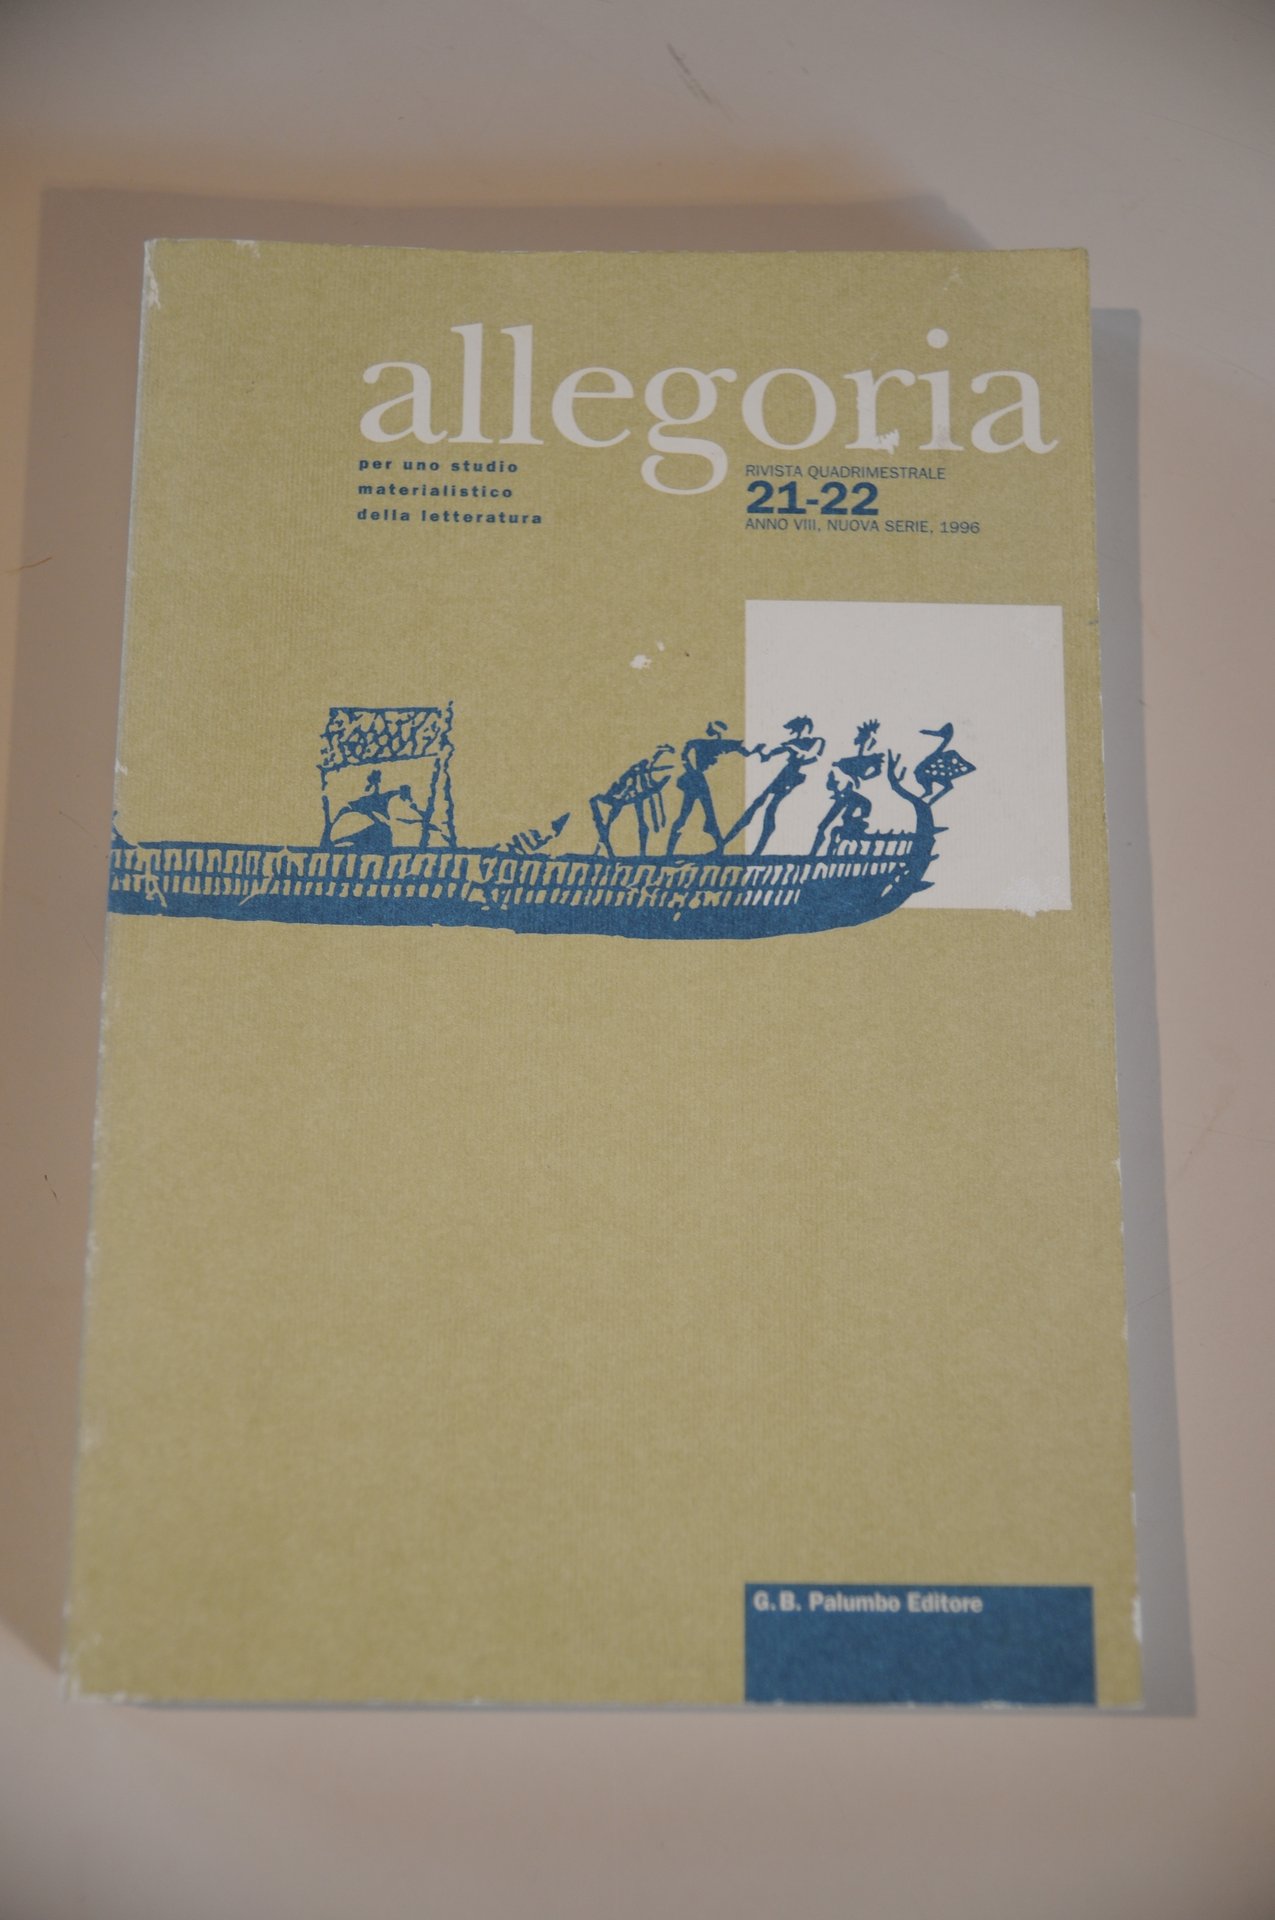 allegoria
per uno studio
materialistico
della letteratura
RIVISTA QUADRIMESTRALE
21-22
ANNO VIII, NUOVA SERIE, 1996
G.B. Palumbo Editore